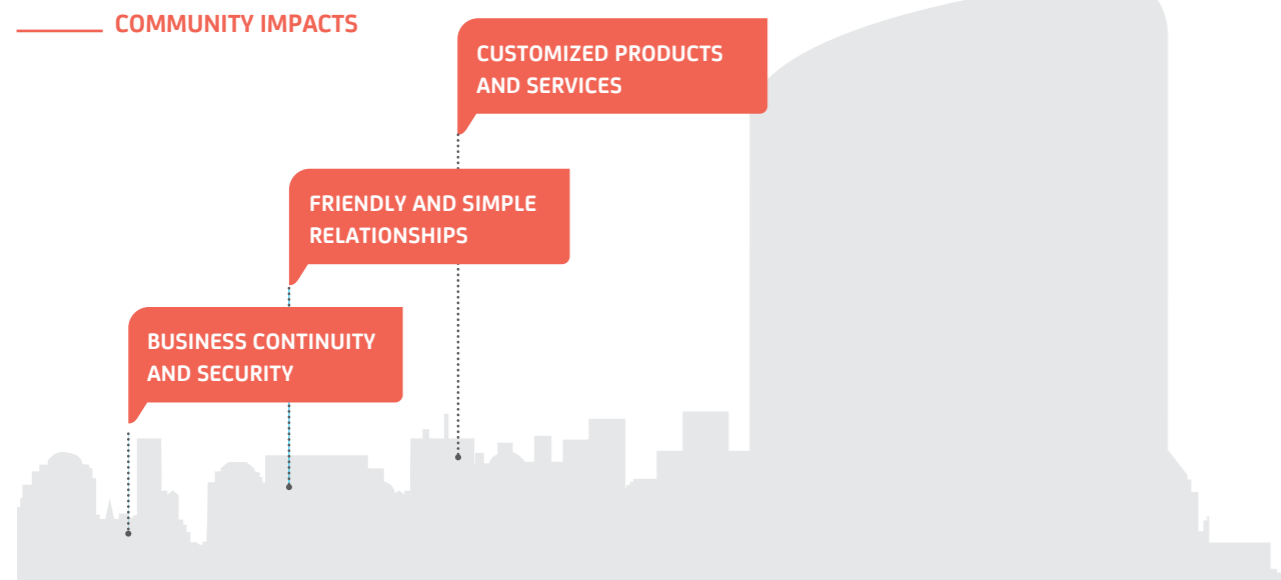 COMMUNITY IMPACTS
CUSTOMIZED PRODUCTS
AND SERVICES
FRIENDLY AND SIMPLE
RELATIONSHIPS
BUSINESS CONTINUITY
AND SECURITY